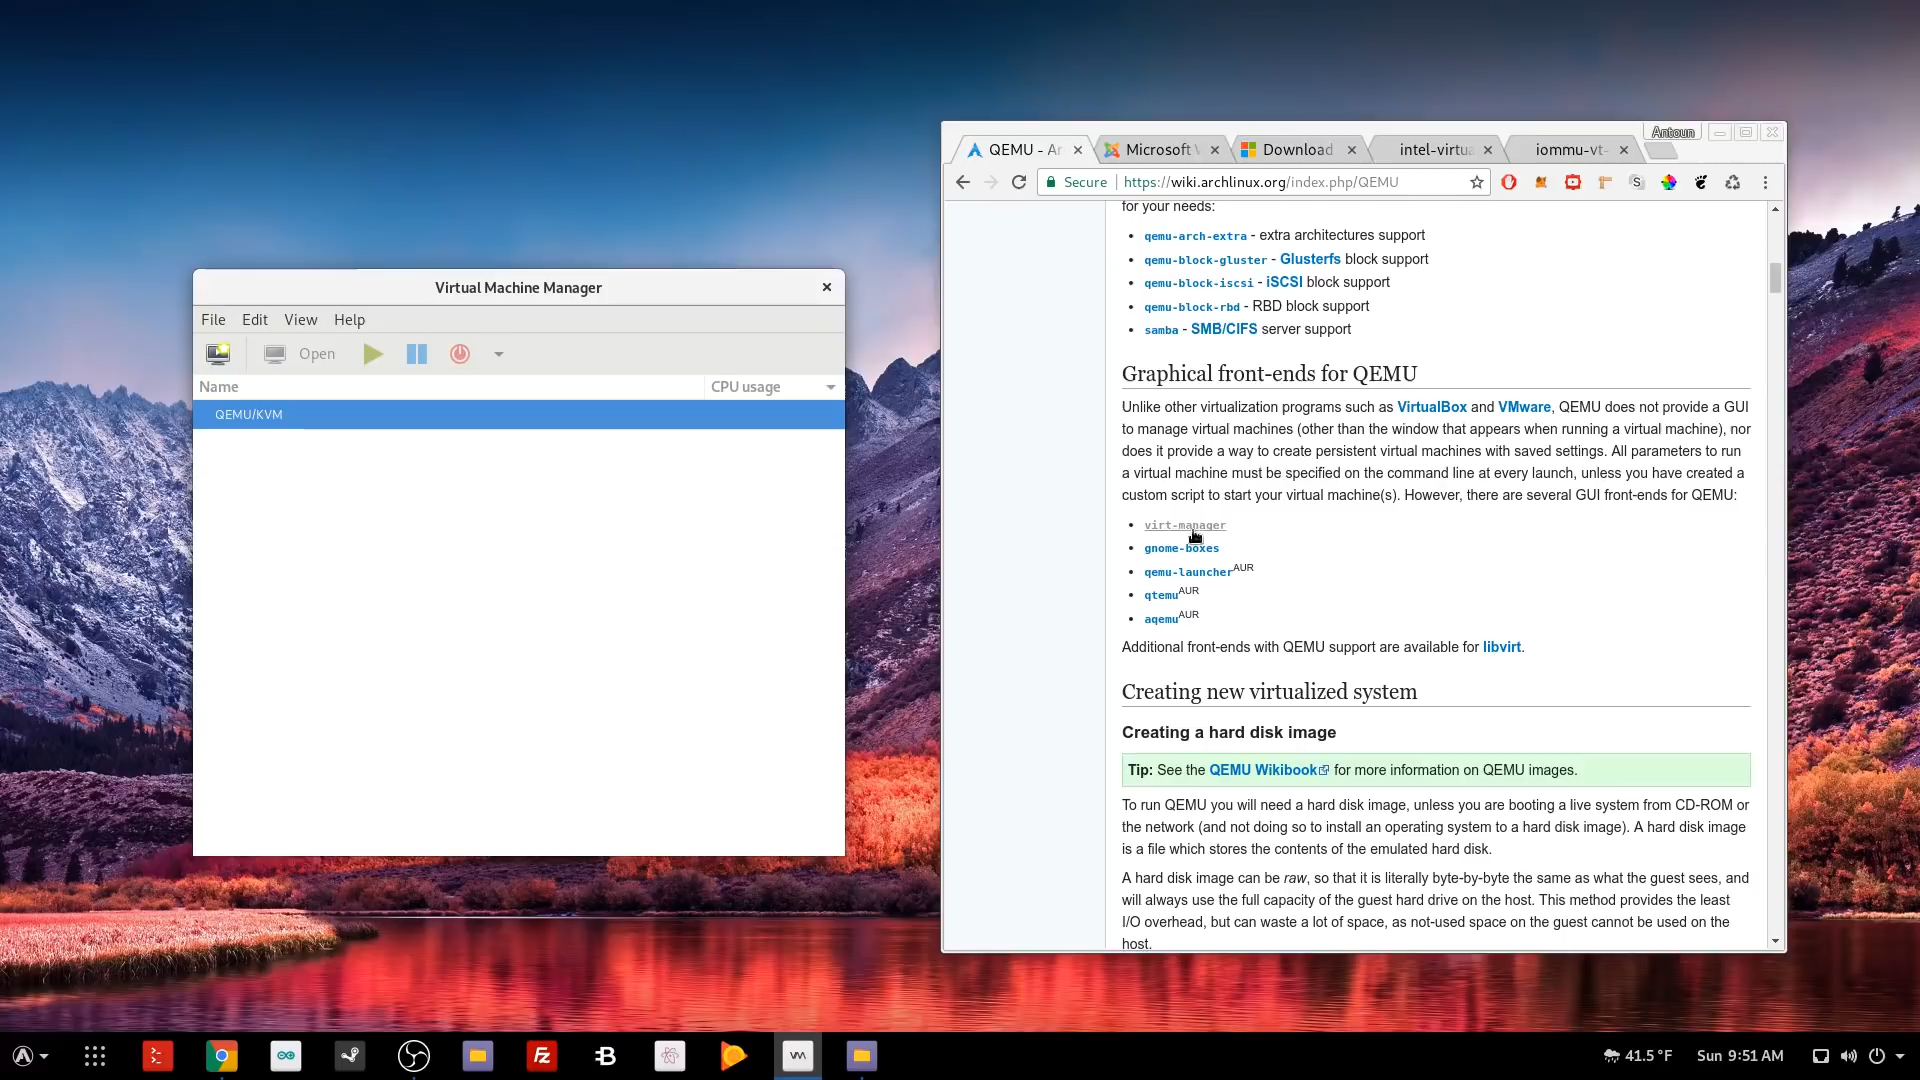 Virtual Machine Manager
File Edit View Help
Open
Name CPU usage
QEMU/KVM
Antoun
QEMU - Ar Microsoft Download intel-virtua iommu-vt-
Secure https://wiki.archlinux.org/index.php/QEMU
for your needs:
• qemu-arch-extra - extra architectures support
• qemu-block-gluster - Glusterfs block support
• qemu-block-iscsi - iSCSI block support
• qemu-block-rbd - RBD block support
• samba - SMB/CIFS server support
Graphical front-ends for QEMU
Unlike other virtualization programs such as VirtualBox and VMware, QEMU does not provide a GUI
to manage virtual machines (other than the window that appears when running a virtual machine), nor
does it provide a way to create persistent virtual machines with saved settings. All parameters to run
a virtual machine must be specified on the command line at every launch, unless you have created a
custom script to start your virtual machine(s). However, there are several GUI front-ends for QEMU:
• virt-manager
• gnome-boxes
• qemu-launcherAUR
• qtemuAUR
• aqemuAUR
Additional front-ends with QEMU support are available for libvirt.
Creating new virtualized system
Creating a hard disk image
Tip: See the QEMU Wikibook for more information on QEMU images.
To run QEMU you will need a hard disk image, unless you are booting a live system from CD-ROM or
the network (and not doing so to install an operating system to a hard disk image). A hard disk image
is a file which stores the contents of the emulated hard disk.
A hard disk image can be raw, so that it is literally byte-by-byte the same as what the guest sees, and
will always use the full capacity of the guest hard drive on the host. This method provides the least
I/O overhead, but can waste a lot of space, as not-used space on the guest cannot be used on the
host.
41.5 °F Sun 9:51 AM